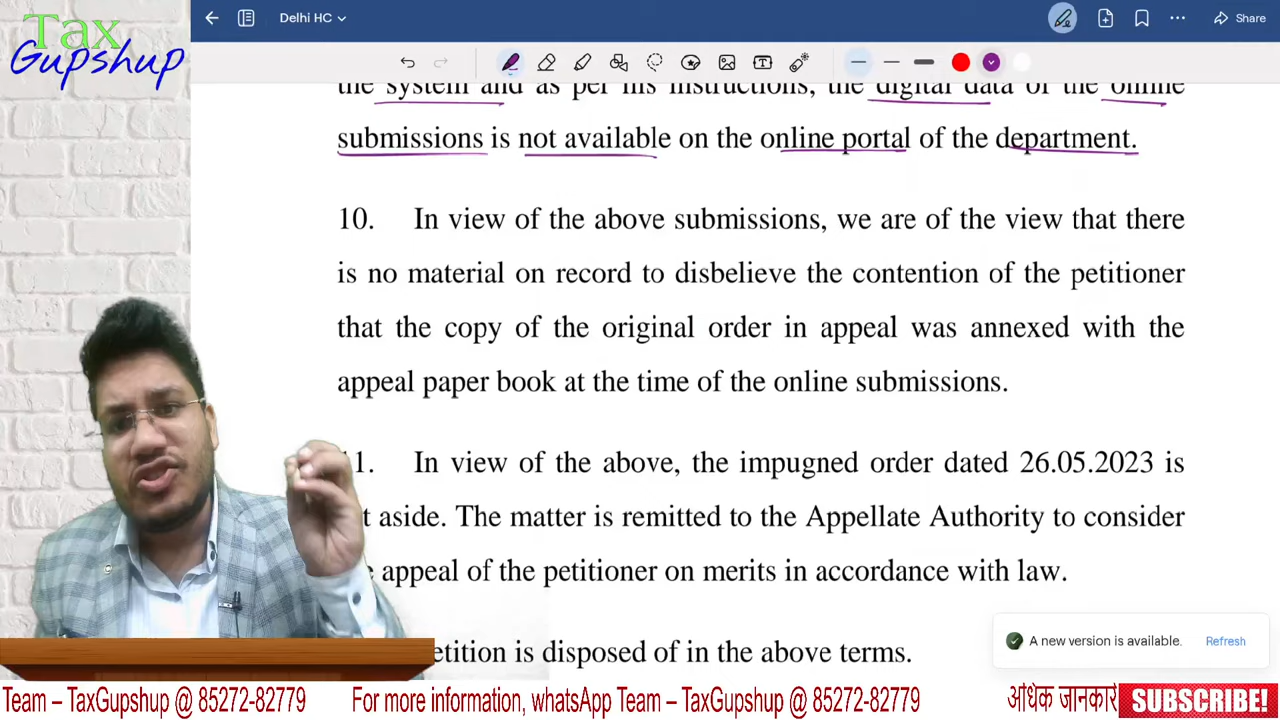 Tax
Gupshup
Delhi HC
Share
the system and as per his instructions, the digital data of the online
submissions is not available on the online portal of the department.
10. In view of the above submissions, we are of the view that there
is no material on record to disbelieve the contention of the petitioner
that the copy of the original order in appeal was annexed with the
appeal paper book at the time of the online submissions.
11. In view of the above, the impugned order dated 26.05.2023 is
aside. The matter is remitted to the Appellate Authority to consider
appeal of the petitioner on merits in accordance with law.
etition is disposed of in the above terms.
A new version is available. Refresh
Team – TaxGupshup @ 85272-82779 For more information, whatsApp Team – TaxGupshup @ 85272-82779 अधिक जानकारी SUBSCRIBE!